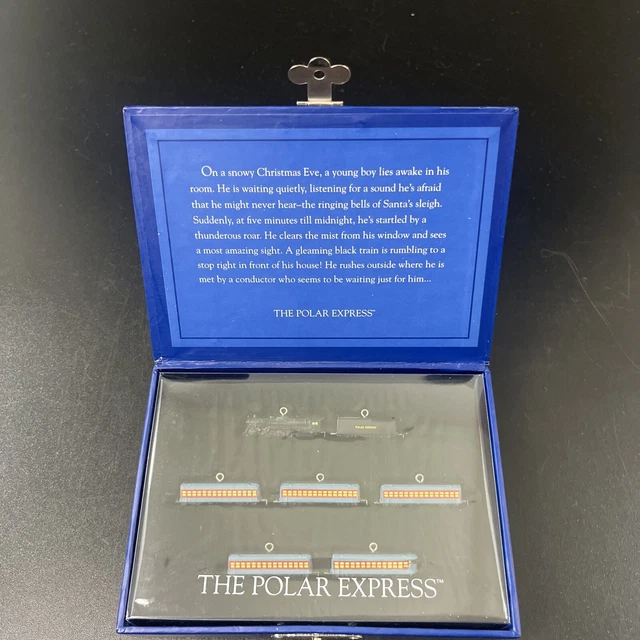 On a snowy Christmas Eve, a young boy lies awake in his
room. He is waiting quietly, listening for a sound he's afraid
that he might never hear–the ringing bells of Santa's sleigh.
Suddenly, at five minutes till midnight, he's startled by a
thunderous roar. He clears the mist from his window and sees
a most amazing sight. A gleaming black train is rumbling to a
stop right in front of his house! He rushes outside where he is
met by a conductor who seems to be waiting just for him...
THE POLAR EXPRESS™
POLAR EXPRESS
THE POLAR EXPRESS™